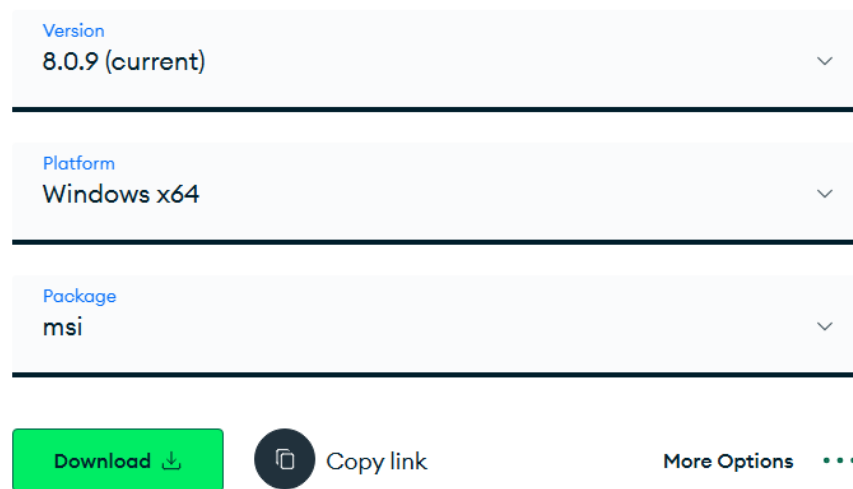 Version
8.0.9 (current)
Platform
Windows x64
Package
msi
Download
Copy link
More Options